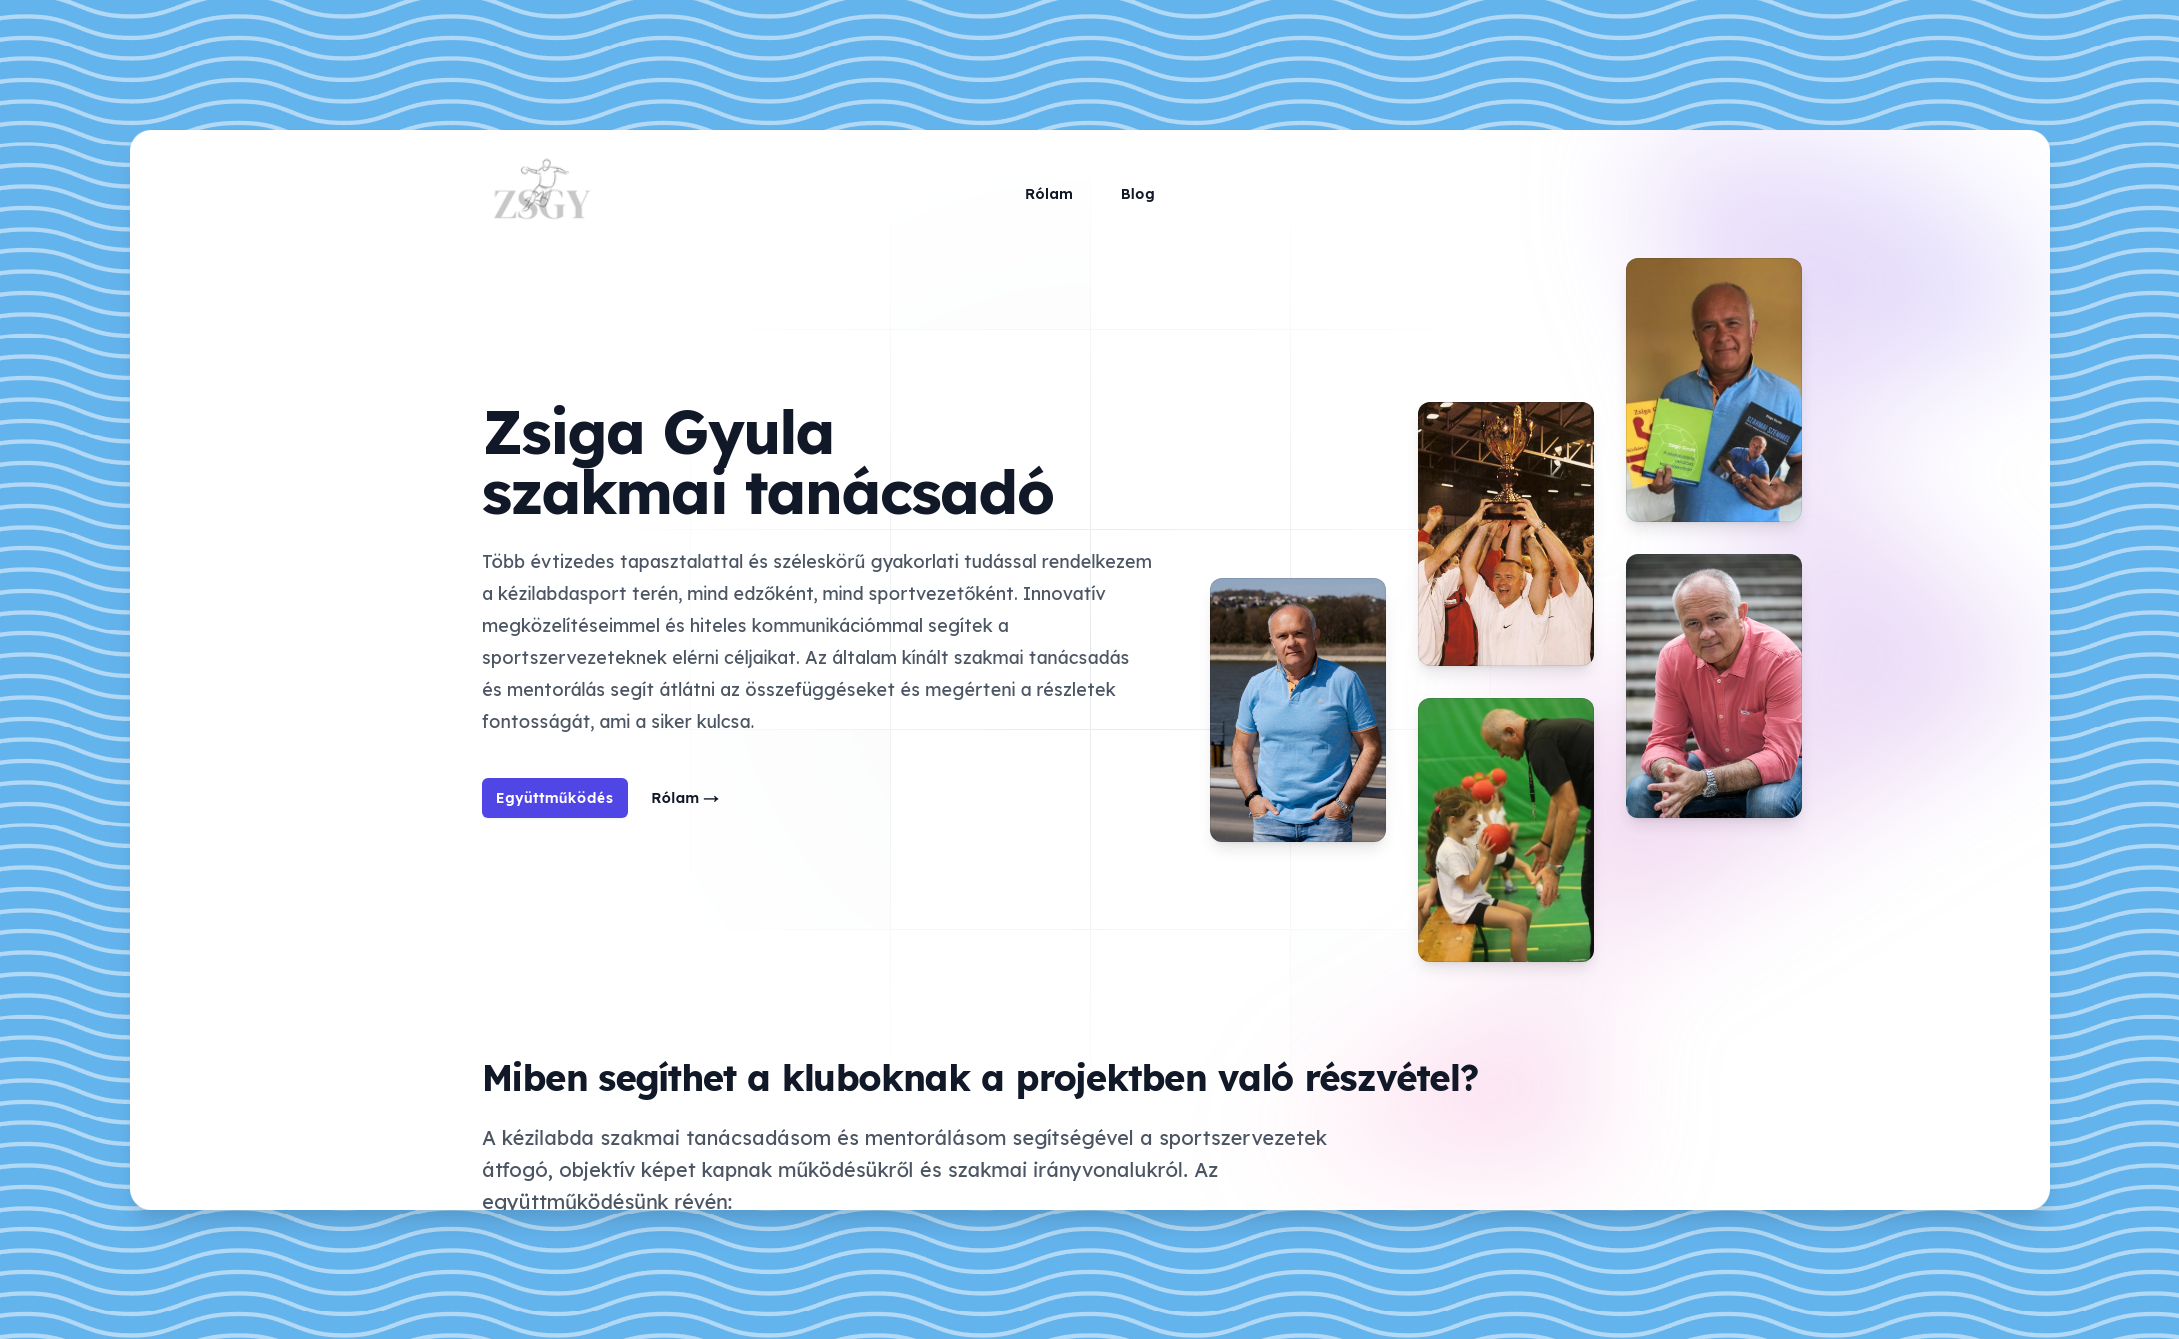 ZSGY
Rólam
Blog
Zsiga Gyula
szakmai tanácsadó
Több évtizedes tapasztalattal és széleskörű gyakorlati tudással rendelkezem
a kézilabdasport terén, mind edzőként, mind sportvezetőként. Innovatív
megközelítéseimmel és hiteles kommunikációmmal segítek a
sportszervezeteknek elérni céljaikat. Az általam kínált szakmai tanácsadás
és mentorálás segít átlátni az összefüggéseket és megérteni a részletek
fontosságát, ami a siker kulcsa.
Együttműködés
Rólam →
SZAKMAI SZEMMEL
Miben segíthet a kluboknak a projektben való részvétel?
A kézilabda szakmai tanácsadásom és mentorálásom segítségével a sportszervezetek
átfogó, objektív képet kapnak működésükről és szakmai irányvonalukról. Az
együttműködésünk révén: